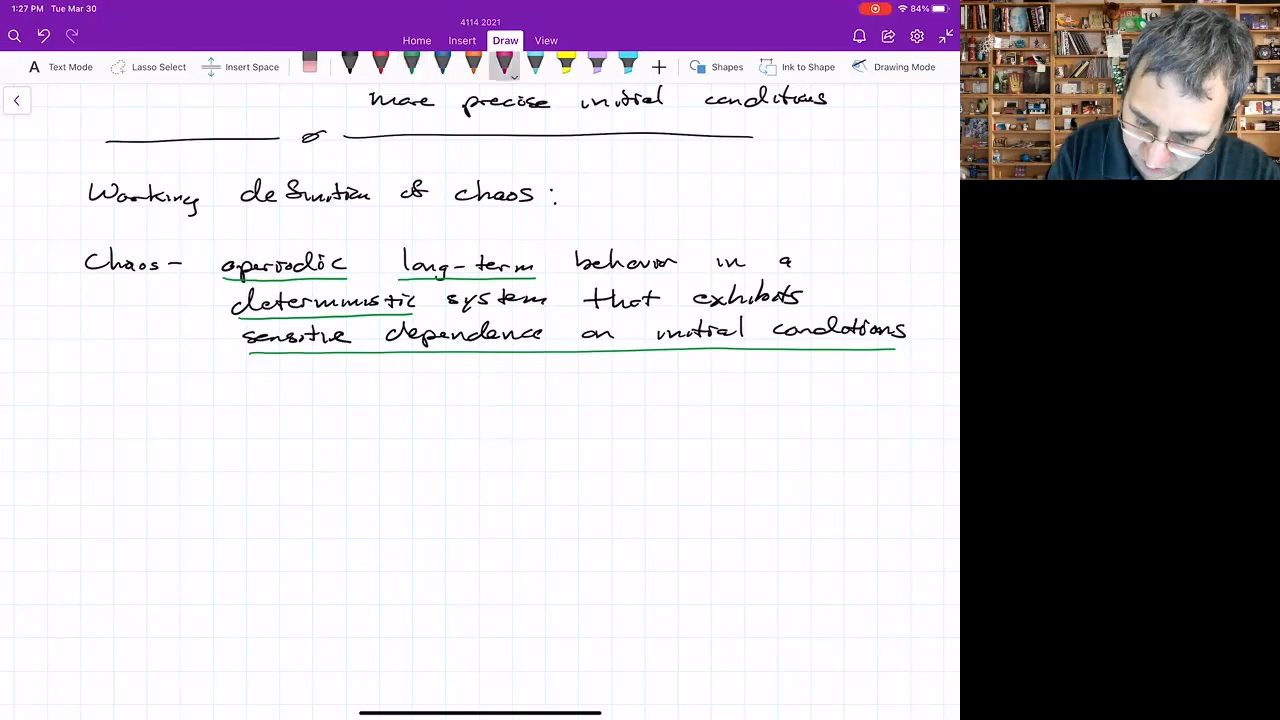 1:27 PM Tue Mar 30
84%
4114 2021
Home Insert Draw View
Text Mode Lasso Select Insert Space Shapes Ink to Shape Drawing Mode
more precise initial conditions
Working definition of chaos:
Chaos - aperiodic long-term behavior in a
deterministic system that exhibits
sensitive dependence on initial conditions